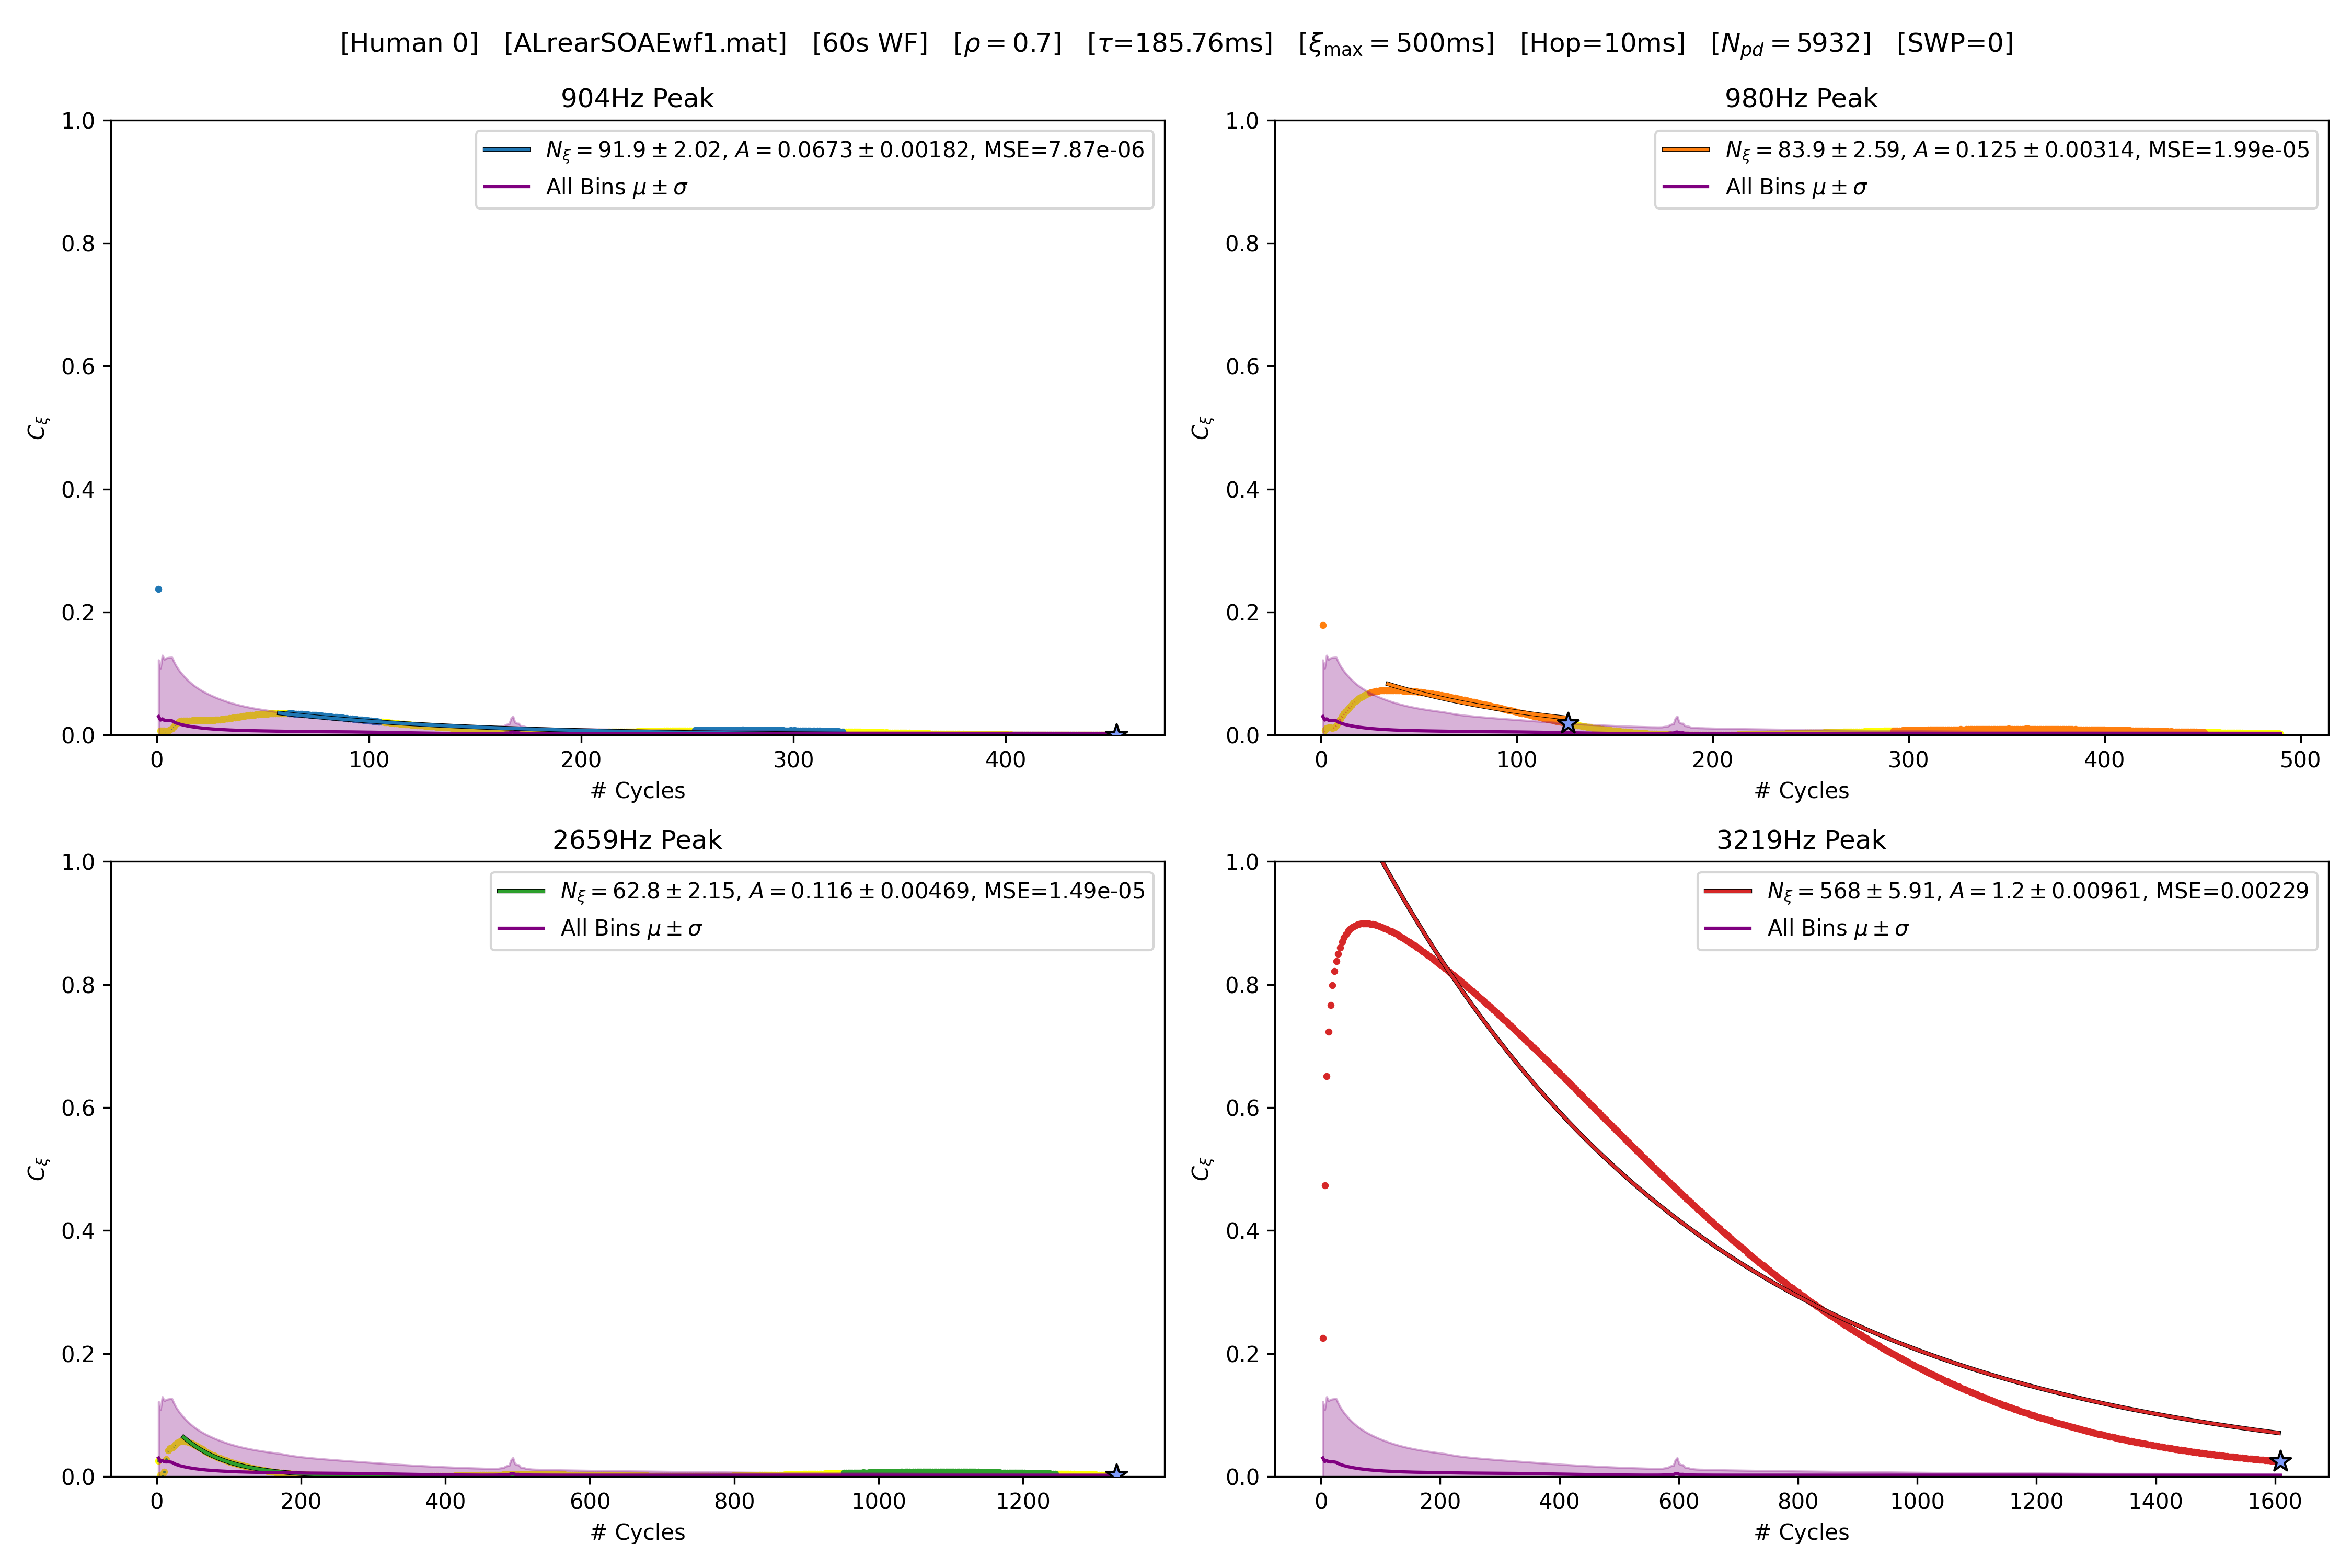 [Human 0] [ALrearSOAEwf1.mat] [60s WF] [ρ = 0.7] [τ=185.76ms] [ξmax = 500ms] [Hop=10ms] [Npd = 5932] [SWP=0]
904Hz Peak
1.0
0.8
0.6
0.4
0.2
0.0
Cξ
Nξ = 91.9 ± 2.02, A = 0.0673 ± 0.00182, MSE=7.87e-06
All Bins μ ± σ
0 100 200 300 400
# Cycles
980Hz Peak
1.0
0.8
0.6
0.4
0.2
0.0
Cξ
Nξ = 83.9 ± 2.59, A = 0.125 ± 0.00314, MSE=1.99e-05
All Bins μ ± σ
0 100 200 300 400 500
# Cycles
2659Hz Peak
1.0
0.8
0.6
0.4
0.2
0.0
Cξ
Nξ = 62.8 ± 2.15, A = 0.116 ± 0.00469, MSE=1.49e-05
All Bins μ ± σ
0 200 400 600 800 1000 1200
# Cycles
3219Hz Peak
1.0
0.8
0.6
0.4
0.2
0.0
Cξ
Nξ = 568 ± 5.91, A = 1.2 ± 0.00961, MSE=0.00229
All Bins μ ± σ
0 200 400 600 800 1000 1200 1400 1600
# Cycles